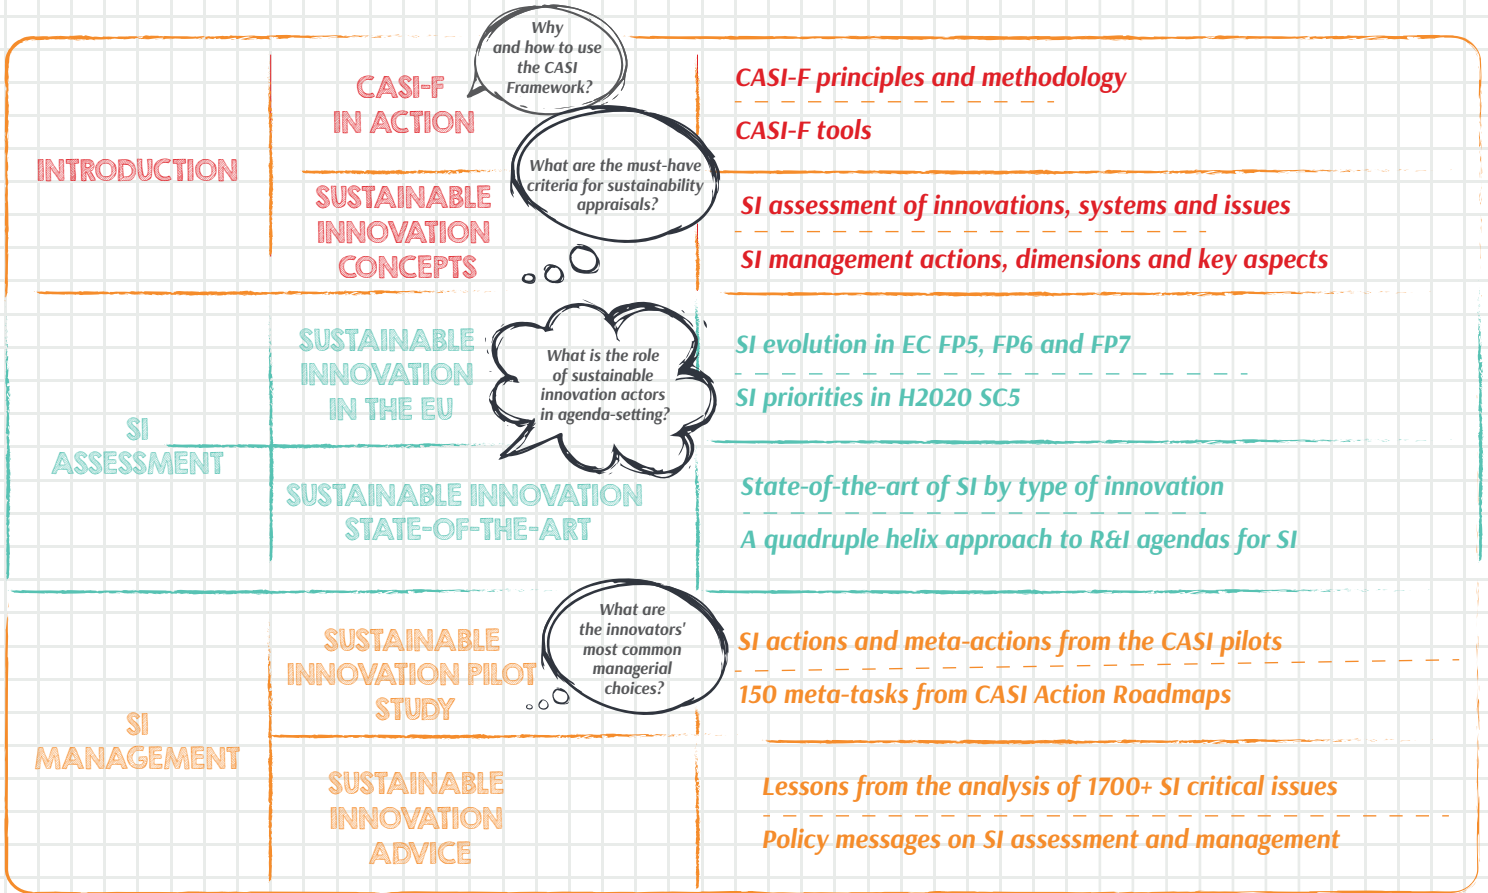 Why
and how to use
the CASI
Framework?
CASI-F
IN ACTION
CASI-F principles and methodology
CASI-F tools
INTRODUCTION
What are the must-have
criteria for sustainability
appraisals?
SUSTAINABLE
INNOVATION
CONCEPTS
SI assessment of innovations, systems and issues
SI management actions, dimensions and key aspects
SUSTAINABLE
INNOVATION
IN THE EU
What is the role
of sustainable
innovation actors
in agenda-setting?
SI evolution in EC FP5, FP6 and FP7
SI priorities in H2020 SC5
SI
ASSESSMENT
SUSTAINABLE INNOVATION
STATE-OF-THE-ART
State-of-the-art of SI by type of innovation
A quadruple helix approach to R&I agendas for SI
SUSTAINABLE
INNOVATION PILOT
STUDY
What are
the innovators'
most common
managerial
choices?
SI actions and meta-actions from the CASI pilots
150 meta-tasks from CASI Action Roadmaps
SI
MANAGEMENT
SUSTAINABLE
INNOVATION
ADVICE
Lessons from the analysis of 1700+ SI critical issues
Policy messages on SI assessment and management